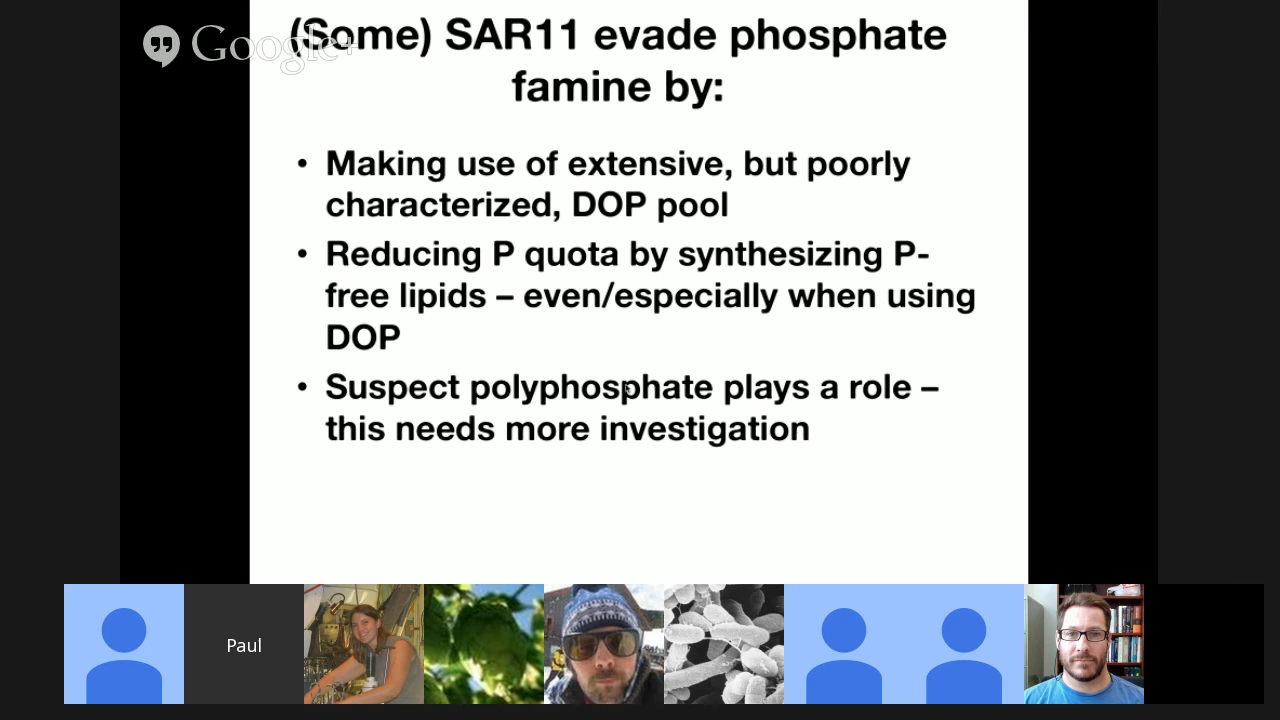 Google+
(Some) SAR11 evade phosphate
famine by:
• Making use of extensive, but poorly
characterized, DOP pool
• Reducing P quota by synthesizing P-
free lipids – even/especially when using
DOP
• Suspect polyphosphate plays a role –
this needs more investigation
Paul